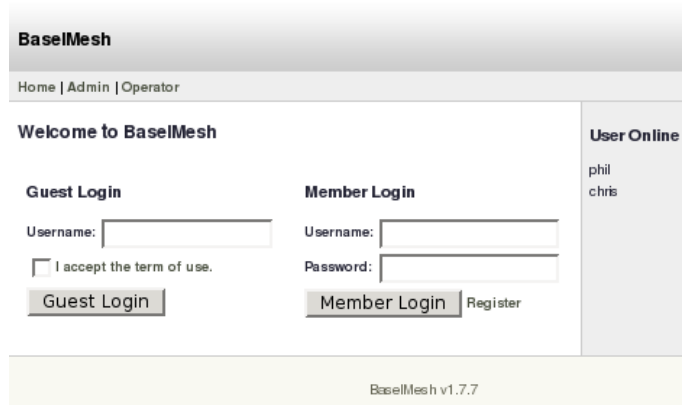 BaselMesh
Home | Admin | Operator
Welcome to BaselMesh
Guest Login
Username:
I accept the term of use.
Guest Login
Member Login
Username:
Password:
Member Login Register
User Online
phil
chris
BaselMesh v1.7.7